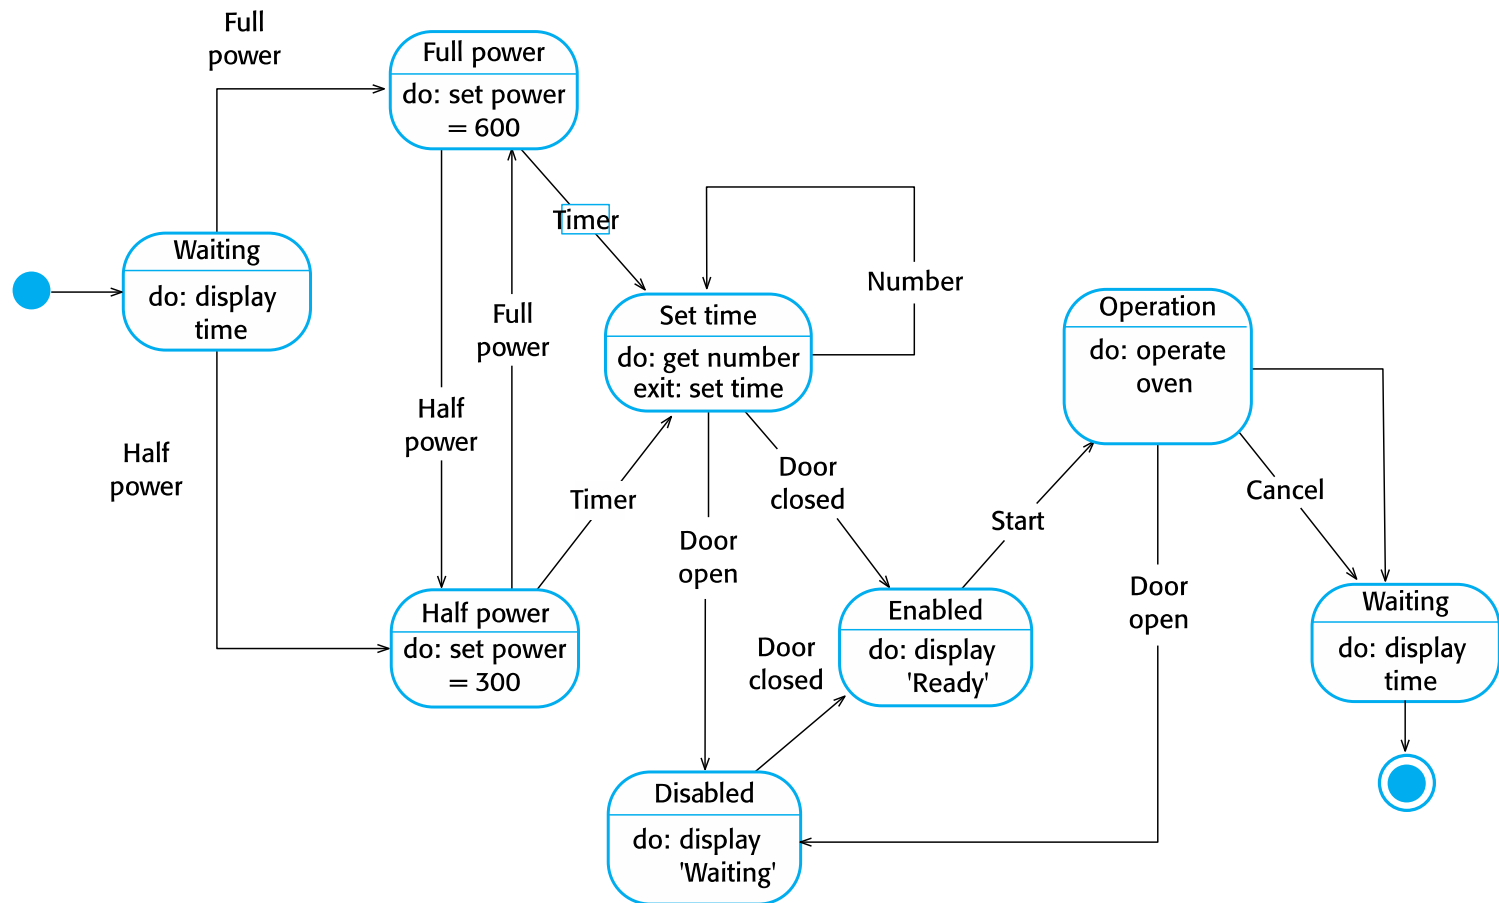 Full
power
Full power
do: set power
= 600
Timer
Waiting
do: display
time
Full
power
Number
Set time
do: get number
exit: set time
Operation
do: operate
oven
Half
power
Half
power
Timer
Door
closed
Door
open
Start
Cancel
Door
open
Half power
do: set power
= 300
Enabled
do: display
'Ready'
Door
closed
Waiting
do: display
time
Disabled
do: display
'Waiting'